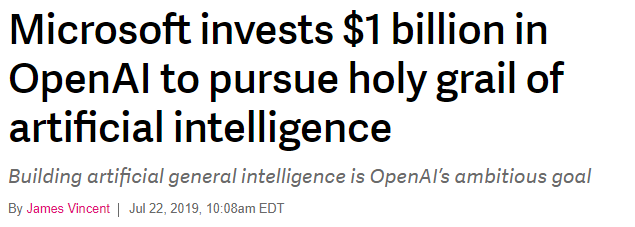 Microsoft invests $1 billion in
OpenAI to pursue holy grail of
artificial intelligence
Building artificial general intelligence is OpenAI’s ambitious goal
By James Vincent | Jul 22, 2019, 10:08am EDT